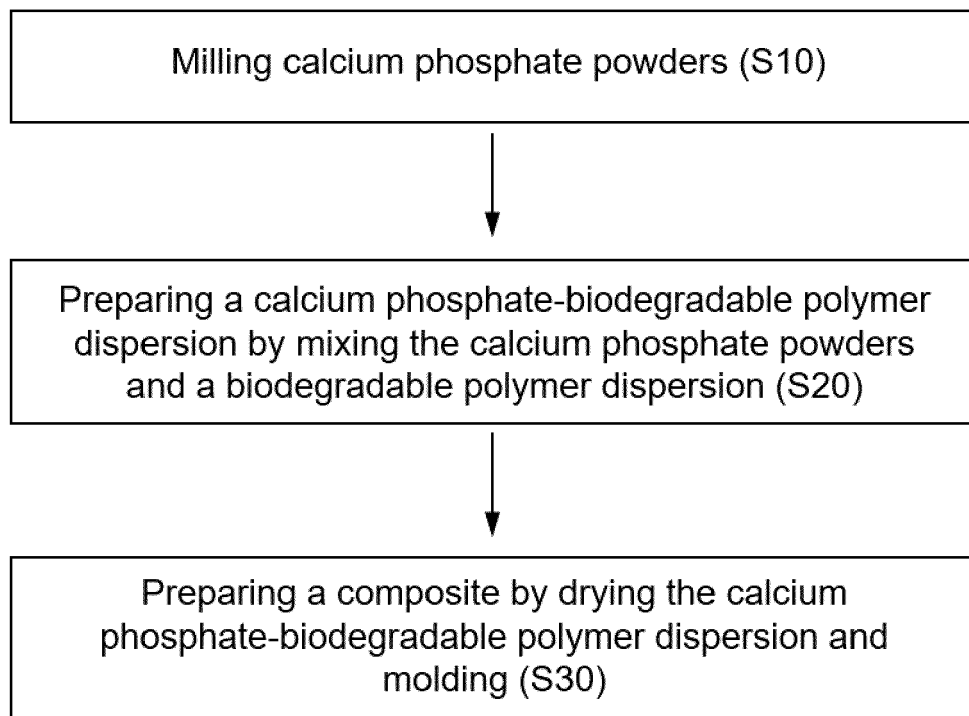 Milling calcium phosphate powders (S10)
Preparing a calcium phosphate-biodegradable polymer
dispersion by mixing the calcium phosphate powders
and a biodegradable polymer dispersion (S20)
Preparing a composite by drying the calcium
phosphate-biodegradable polymer dispersion and
molding (S30)